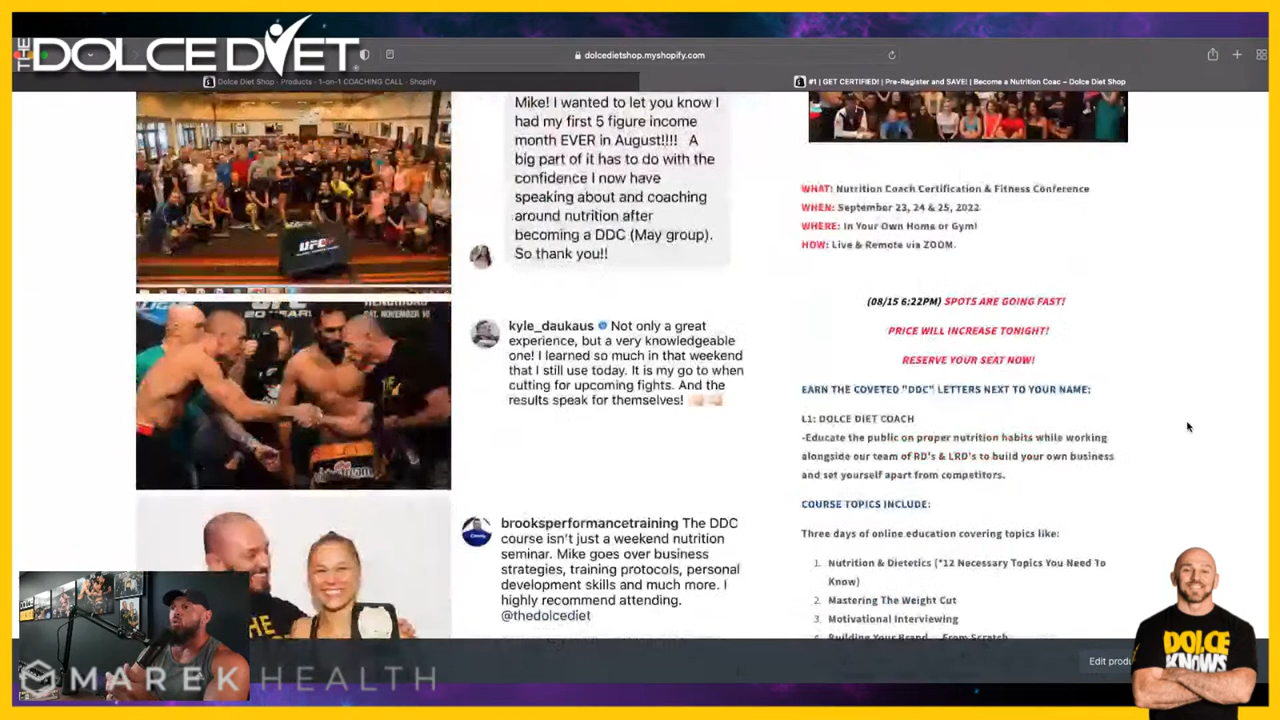 THE DOLCE DIET
dolcedietshop.myshopify.com
Dolce Diet Shop - Products - 1-on-1 COACHING CALL - Shopify
#1 | GET CERTIFIED! | Pre-Register and SAVE! | Become a Nutrition Coac – Dolce Diet Shop
Mike! I wanted to let you know I
had my first 5 figure income
month EVER in August!!!! A
big part of it has to do with the
confidence I now have
speaking about and coaching
around nutrition after
becoming a DDC (May group).
So thank you!!
UFC
20 YEARS
kyle_daukaus Not only a great
experience, but a very knowledgeable
one! I learned so much in that weekend
that I still use today. It is my go to when
cutting for upcoming fights. And the
results speak for themselves!
brooksperformancetraining The DDC
course isn't just a weekend nutrition
seminar. Mike goes over business
strategies, training protocols, personal
development skills and much more. I
highly recommend attending.
@thedolcediet
WHAT: Nutrition Coach Certification & Fitness Conference
WHEN: September 23, 24 & 25, 2022
WHERE: In Your Own Home or Gym!
HOW: Live & Remote via ZOOM.
(08/15 6:22PM) SPOTS ARE GOING FAST!
PRICE WILL INCREASE TONIGHT!
RESERVE YOUR SEAT NOW!
EARN THE COVETED "DDC" LETTERS NEXT TO YOUR NAME:
L1: DOLCE DIET COACH
-Educate the public on proper nutrition habits while working
alongside our team of RD's & LRD's to build your own business
and set yourself apart from competitors.
COURSE TOPICS INCLUDE:
Three days of online education covering topics like:
1. Nutrition & Dietetics (*12 Necessary Topics You Need To
Know)
2. Mastering The Weight Cut
3. Motivational Interviewing
4. Building Your Brand... From Scratch
Edit produ
MAREK HEALTH
DOLCE
KNOWS